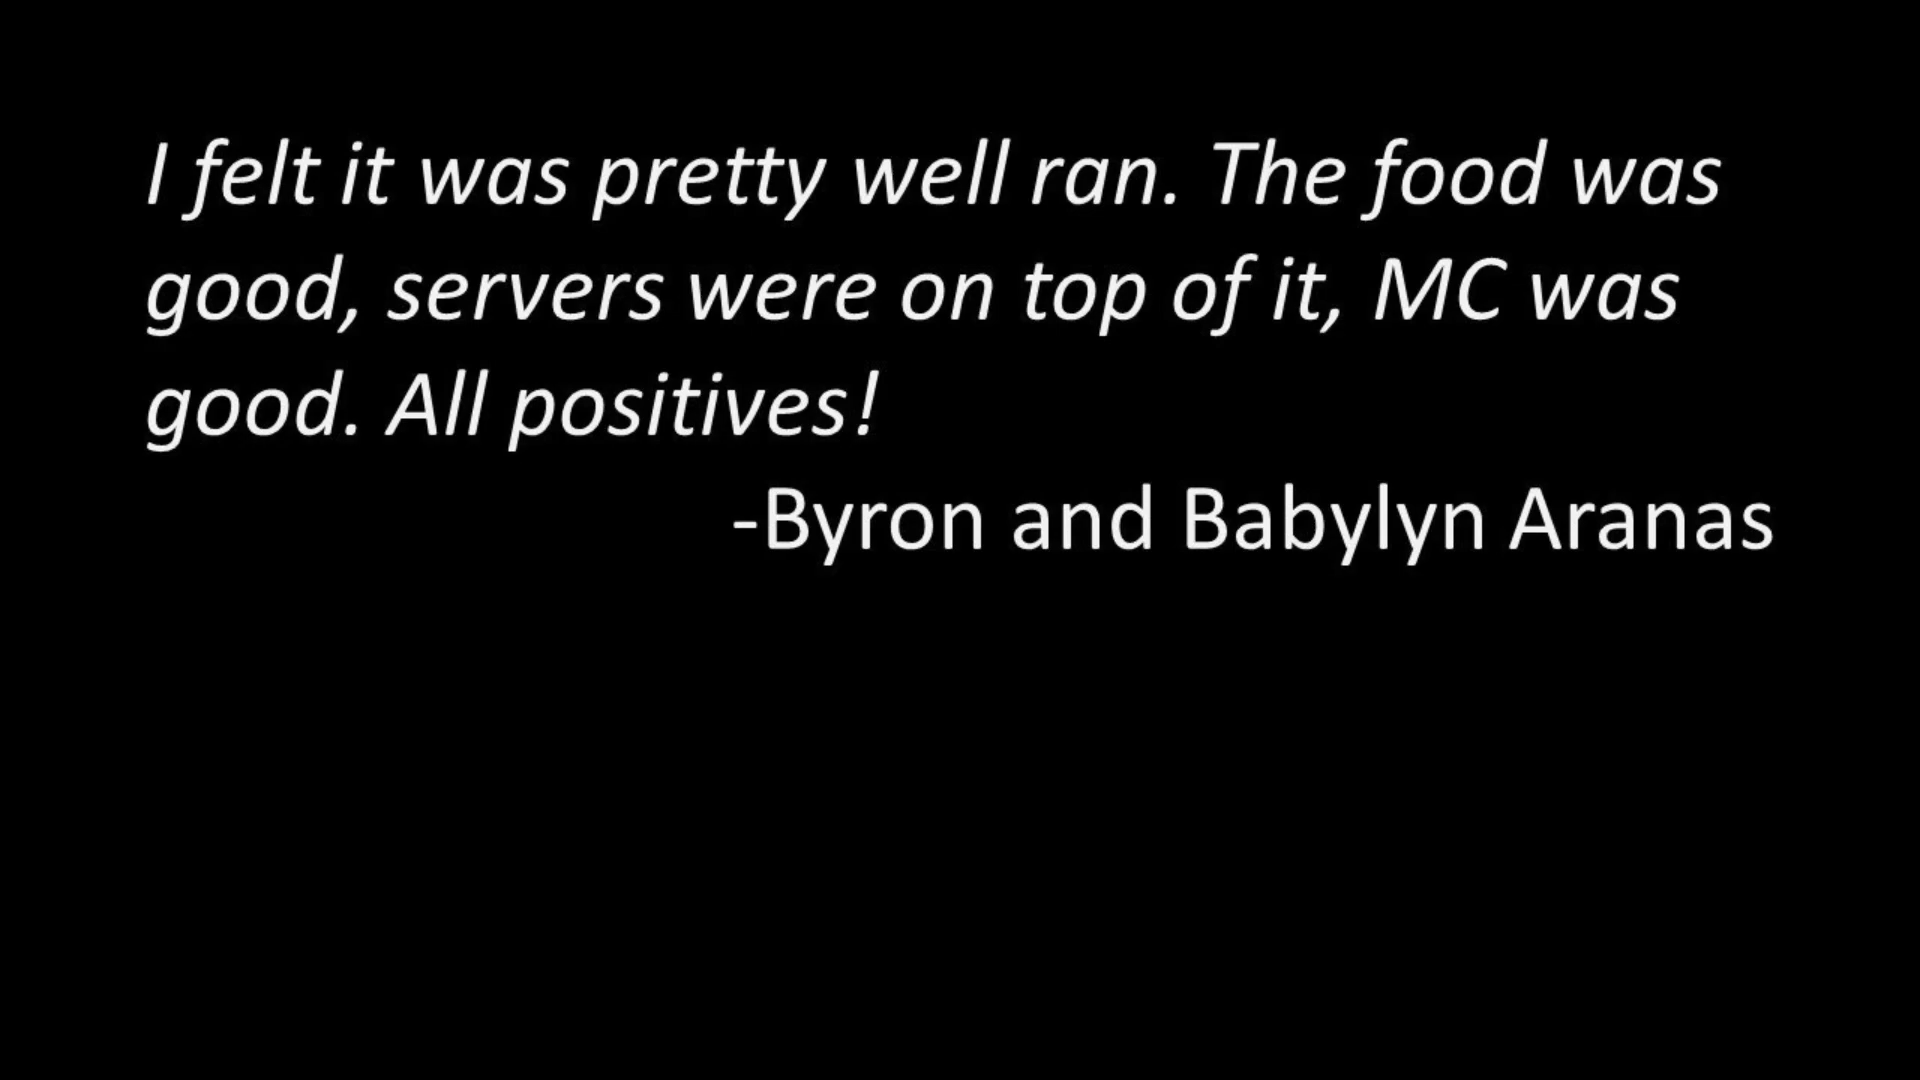 I felt it was pretty well ran. The food was
good, servers were on top of it, MC was
good. All positives!
-Byron and Babylyn Aranas